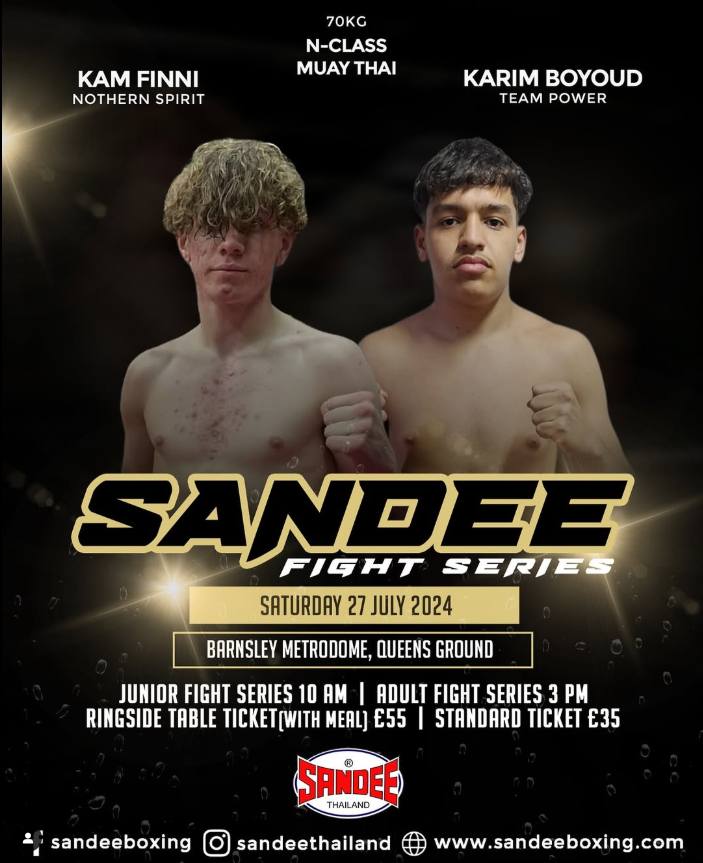 70KG
N-CLASS
MUAY THAI
KAM FINNI
NOTHERN SPIRIT
KARIM BOYOUD
TEAM POWER
SANDEE
FIGHT SERIES
SATURDAY 27 JULY 2024
BARNSLEY METRODOME, QUEENS GROUND
JUNIOR FIGHT SERIES 10 AM | ADULT FIGHT SERIES 3 PM
RINGSIDE TABLE TICKET(WITH MEAL) £55 | STANDARD TICKET £35
®
SANDEE
THAILAND
sandeeboxing sandeethailand www.sandeeboxing.com